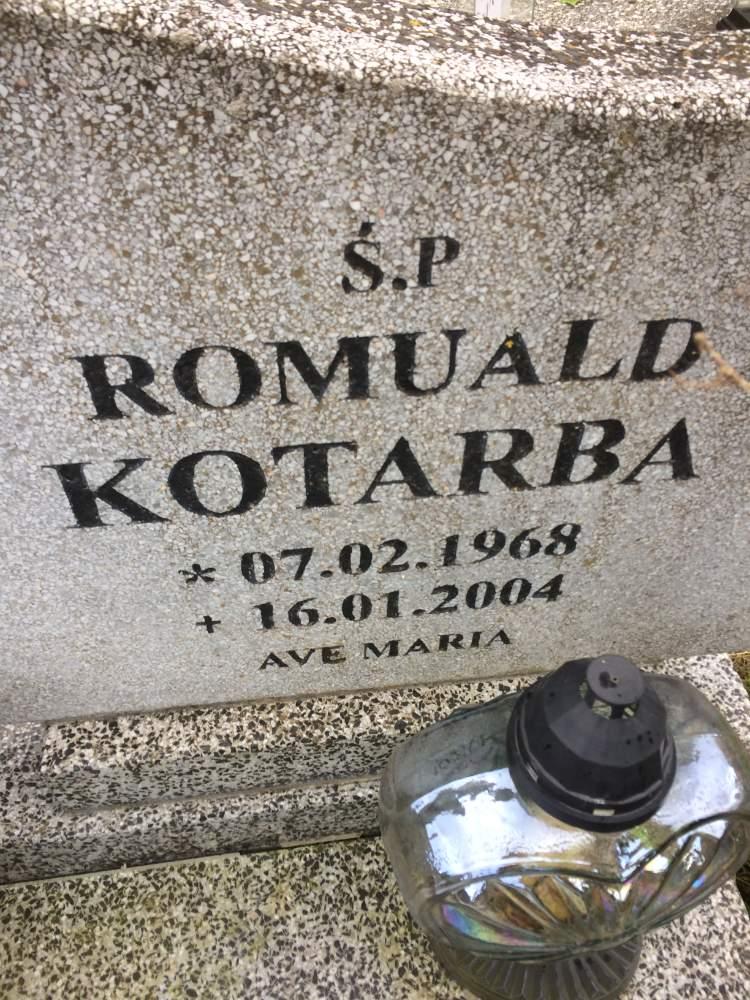 Ś.P
ROMUALD
KOTARBA
* 07.02.1968
+ 16.01.2004
AVE MARIA